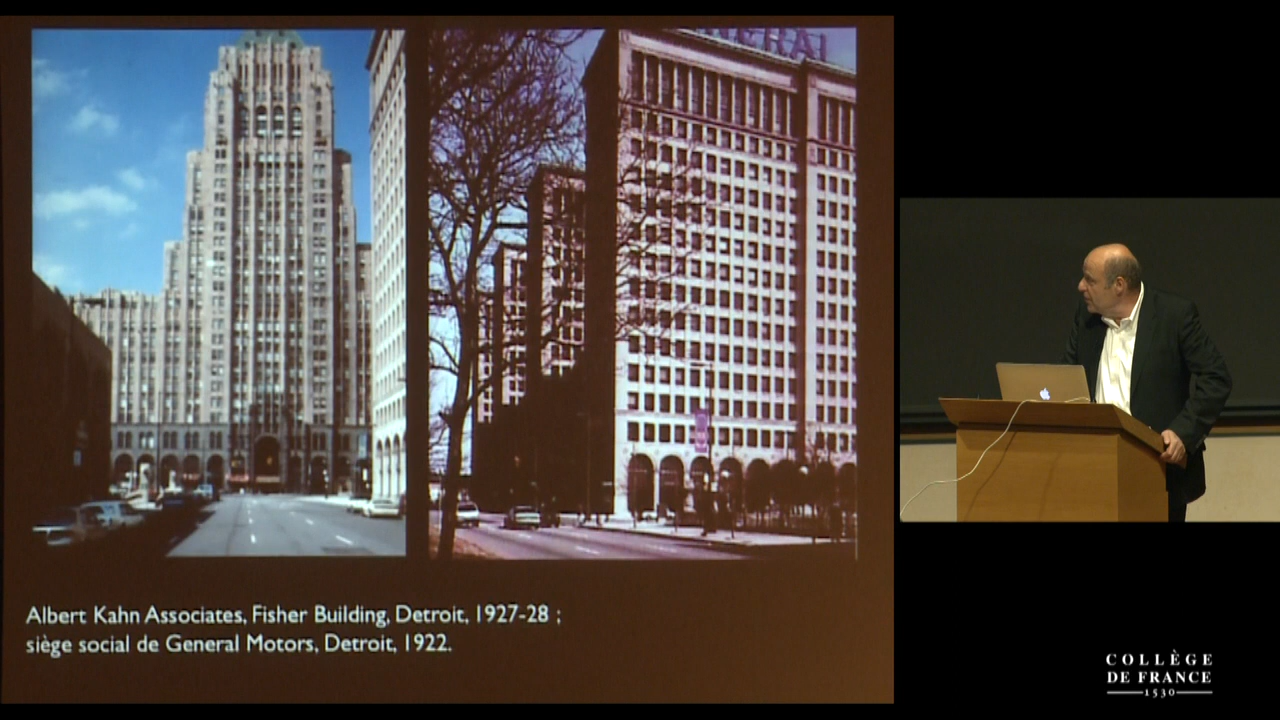 Albert Kahn Associates, Fisher Building, Detroit, 1927-28 ;
siège social de General Motors, Detroit, 1922.
COLLÈGE
DE FRANCE
1530